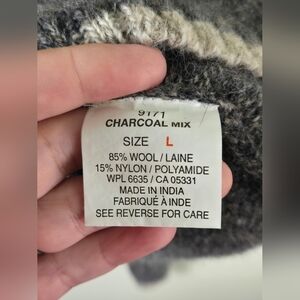 9171
CHARCOAL MIX
SIZE L
85% WOOL / LAINE
15% NYLON / POLYAMIDE
WPL 6635 / CA 05331
MADE IN INDIA
FABRIQUÉ À INDE
SEE REVERSE FOR CARE